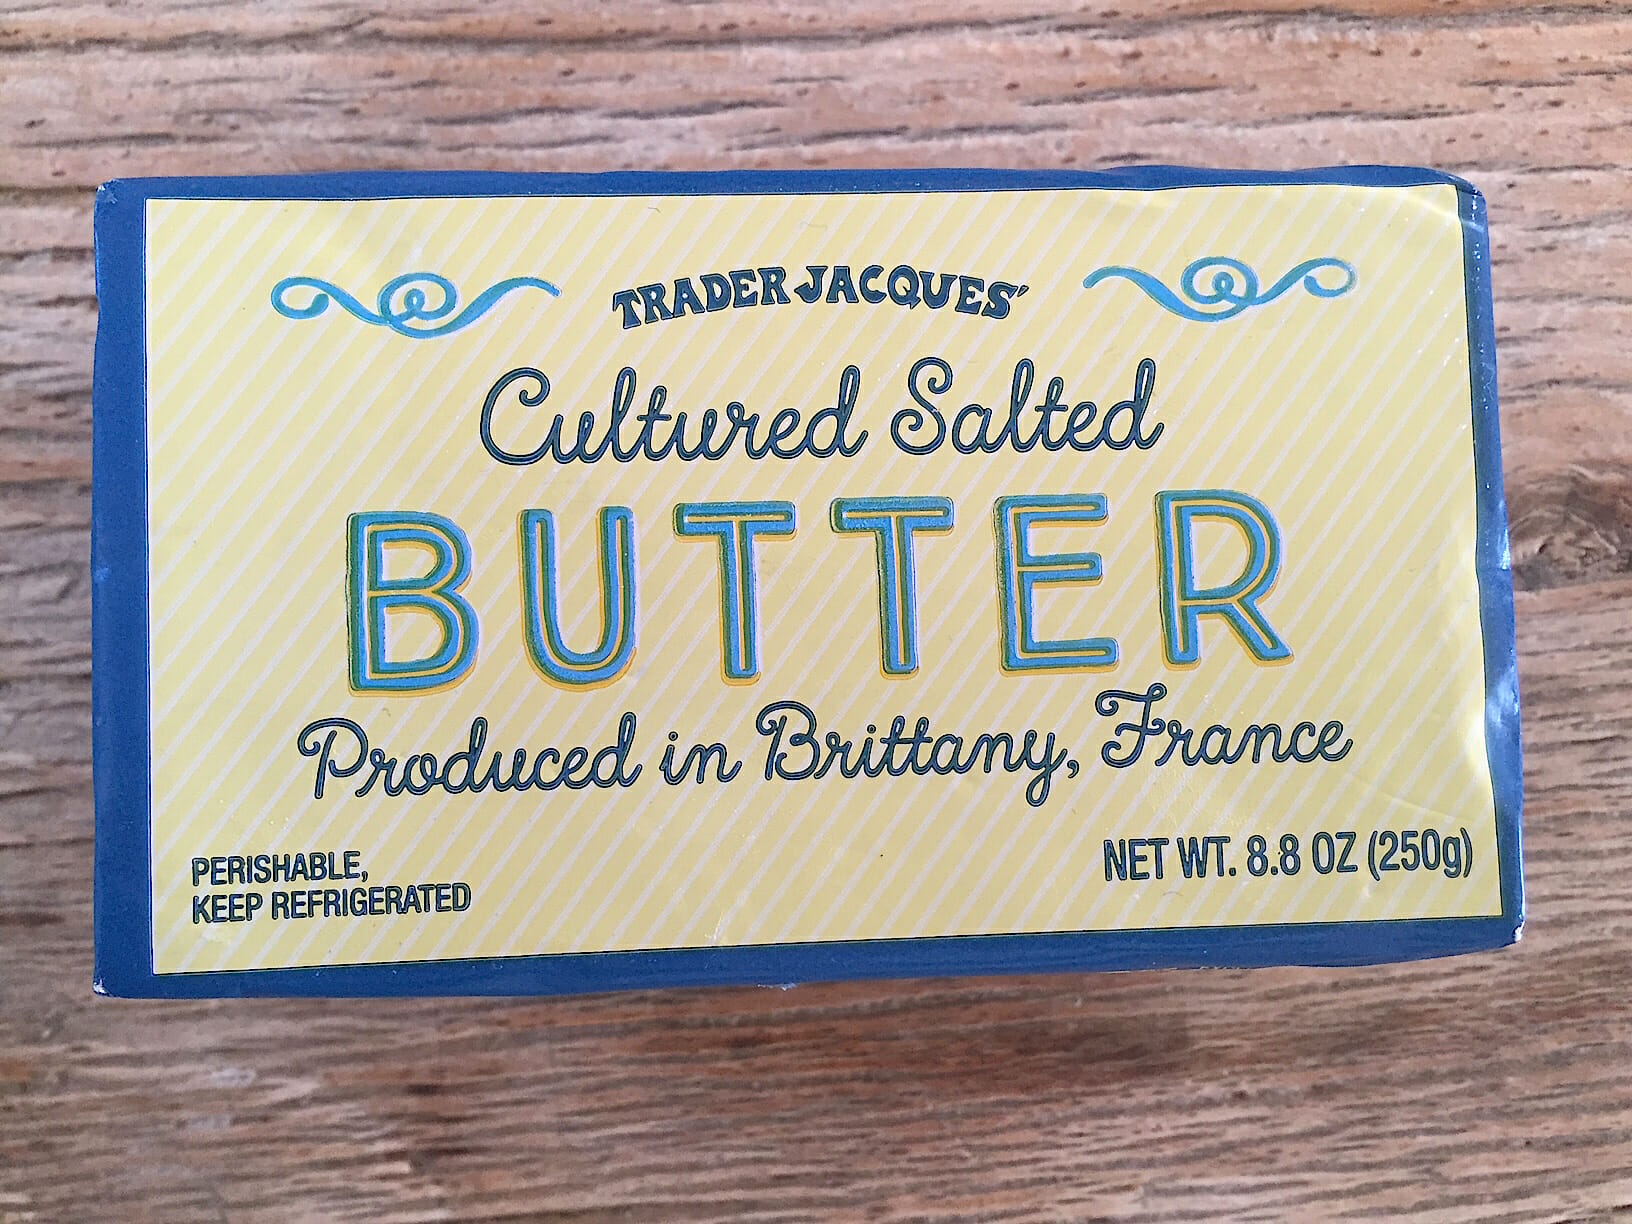 TRADER JACQUES'
Cultured Salted
BUTTER
Produced in Brittany, France
PERISHABLE,
KEEP REFRIGERATED
NET WT. 8.8 OZ (250g)